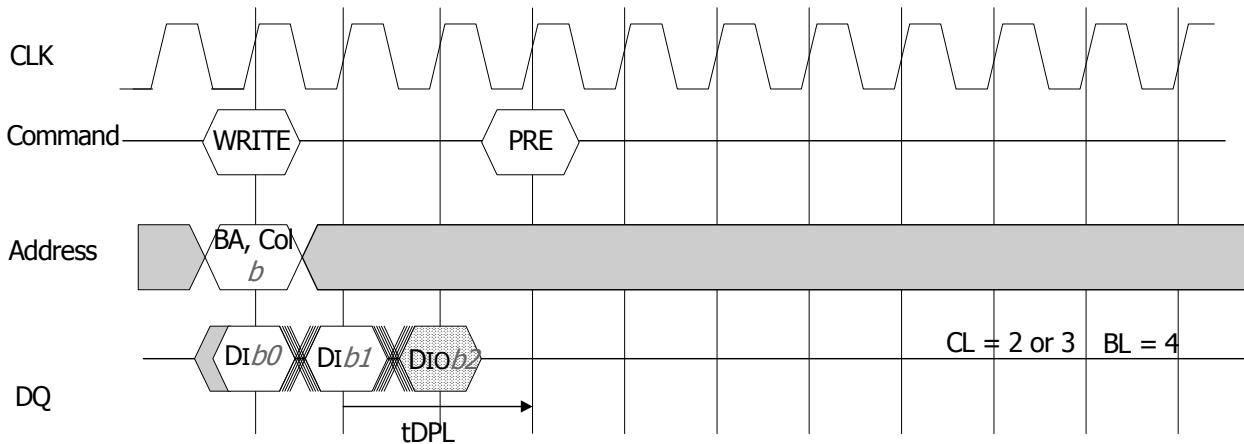 CLK
Command WRITE PRE
Address BA, Col
b
DQ DIb0 DIb1 DIOb2 CL = 2 or 3 BL = 4
tDPL